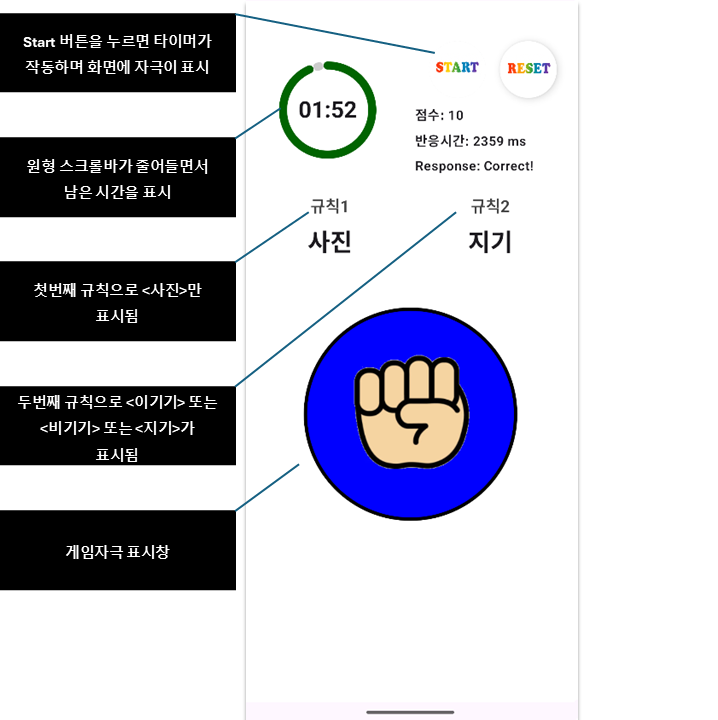 Start 버튼을 누르면 타이머가
작동하며 화면에 자극이 표시
원형 스크롤바가 줄어들면서
남은 시간을 표시
첫번째 규칙으로 <사진>만
표시됨
두번째 규칙으로 <이기기> 또는
<비기기> 또는 <지기>가
표시됨
게임자극 표시창
START
RESET
01:52
점수: 10
반응시간: 2359 ms
Response: Correct!
규칙1
규칙2
사진
지기